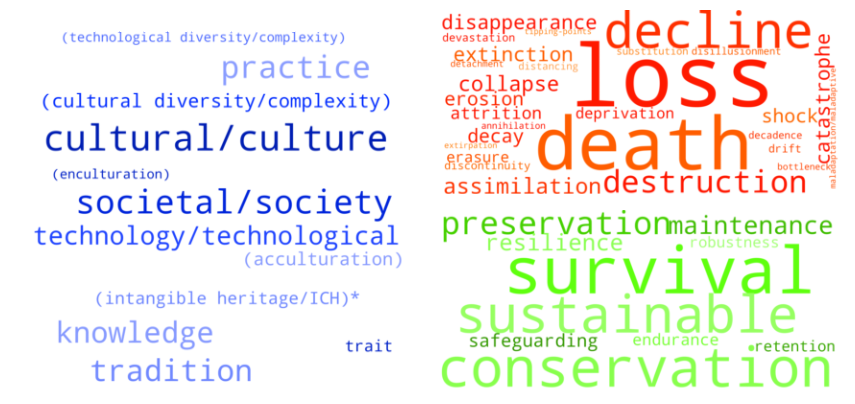 (technological diversity/complexity)
practice
(cultural diversity/complexity)
cultural/culture
(enculturation)
societal/society
technology/technological
(acculturation)
(intangible heritage/ICH)*
knowledge
trait
tradition
disappearance
decline
devastation
tipping-points
extinction
substitution
disillusionment
loss
detachment
distancing
collapse
catastrophe
erosion
attrition
deprivation
shock
annihilation
death
decay
decadence
extirpation
drift
erasure
discontinuity
bottleneck
maladaptation/maladaptive
assimilation
destruction
preservation
maintenance
resilience
robustness
survival
sustainable
safeguarding
endurance
retention
conservation